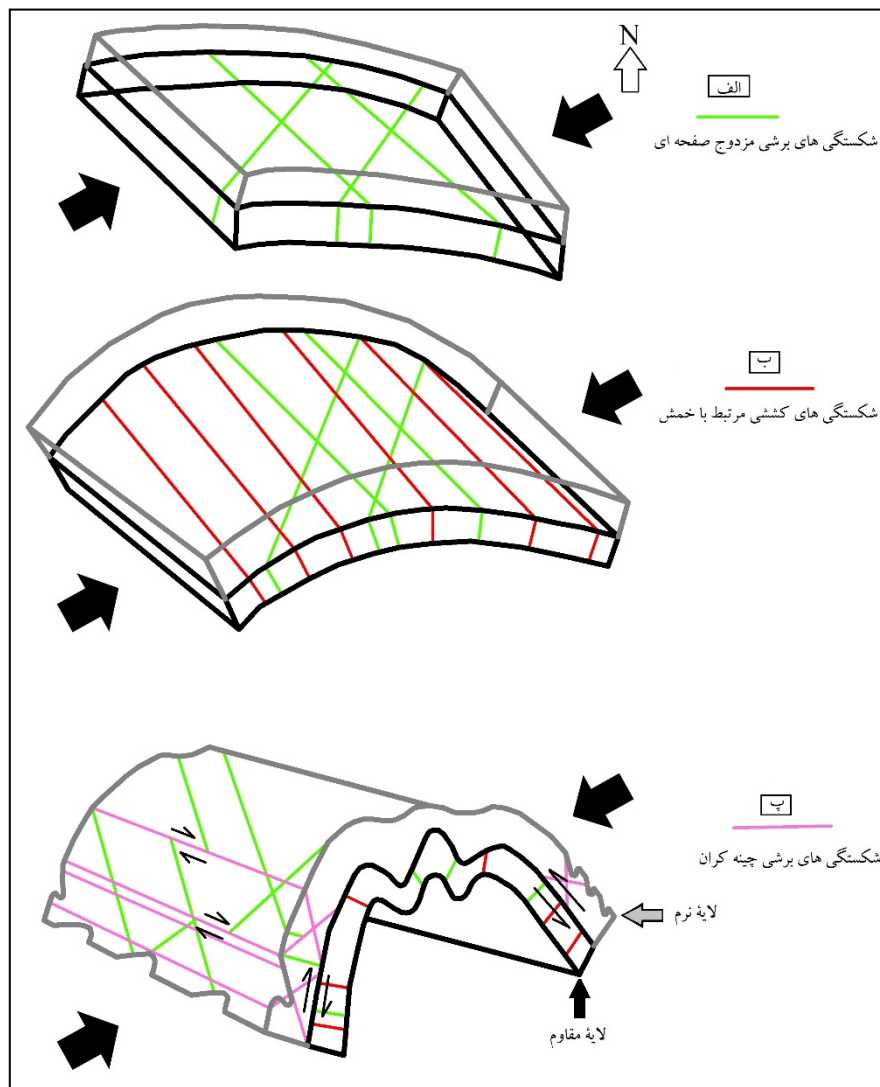 N
الف
شکستگی های برشی مزدوج صفحه ای
ب
شکستگی های کششی مرتبط با خمش
پ
شکستگی های برشی چینه کران
لایهٔ نرم
لایهٔ مقاوم